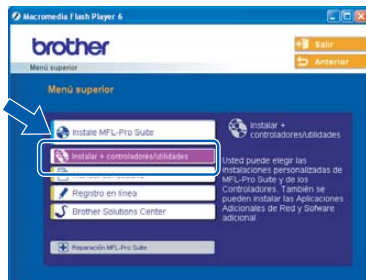 Macromedia Flash Player 6
brother
Salir
Menú superior
Anterior
Menú superior
Instale MFL-Pro Suite
Instalar + controladores/utilidades
Registro en línea
Brother Solutions Center
Reparación MFL-Pro Suite
Instalar +
controladores/utilidades
Usted puede elegir las
instalaciones personalizadas de
MFL-Pro Suite y de los
Controladores. También se
pueden instalar las Aplicaciones
Adicionales de Red y Sofware
adicional.